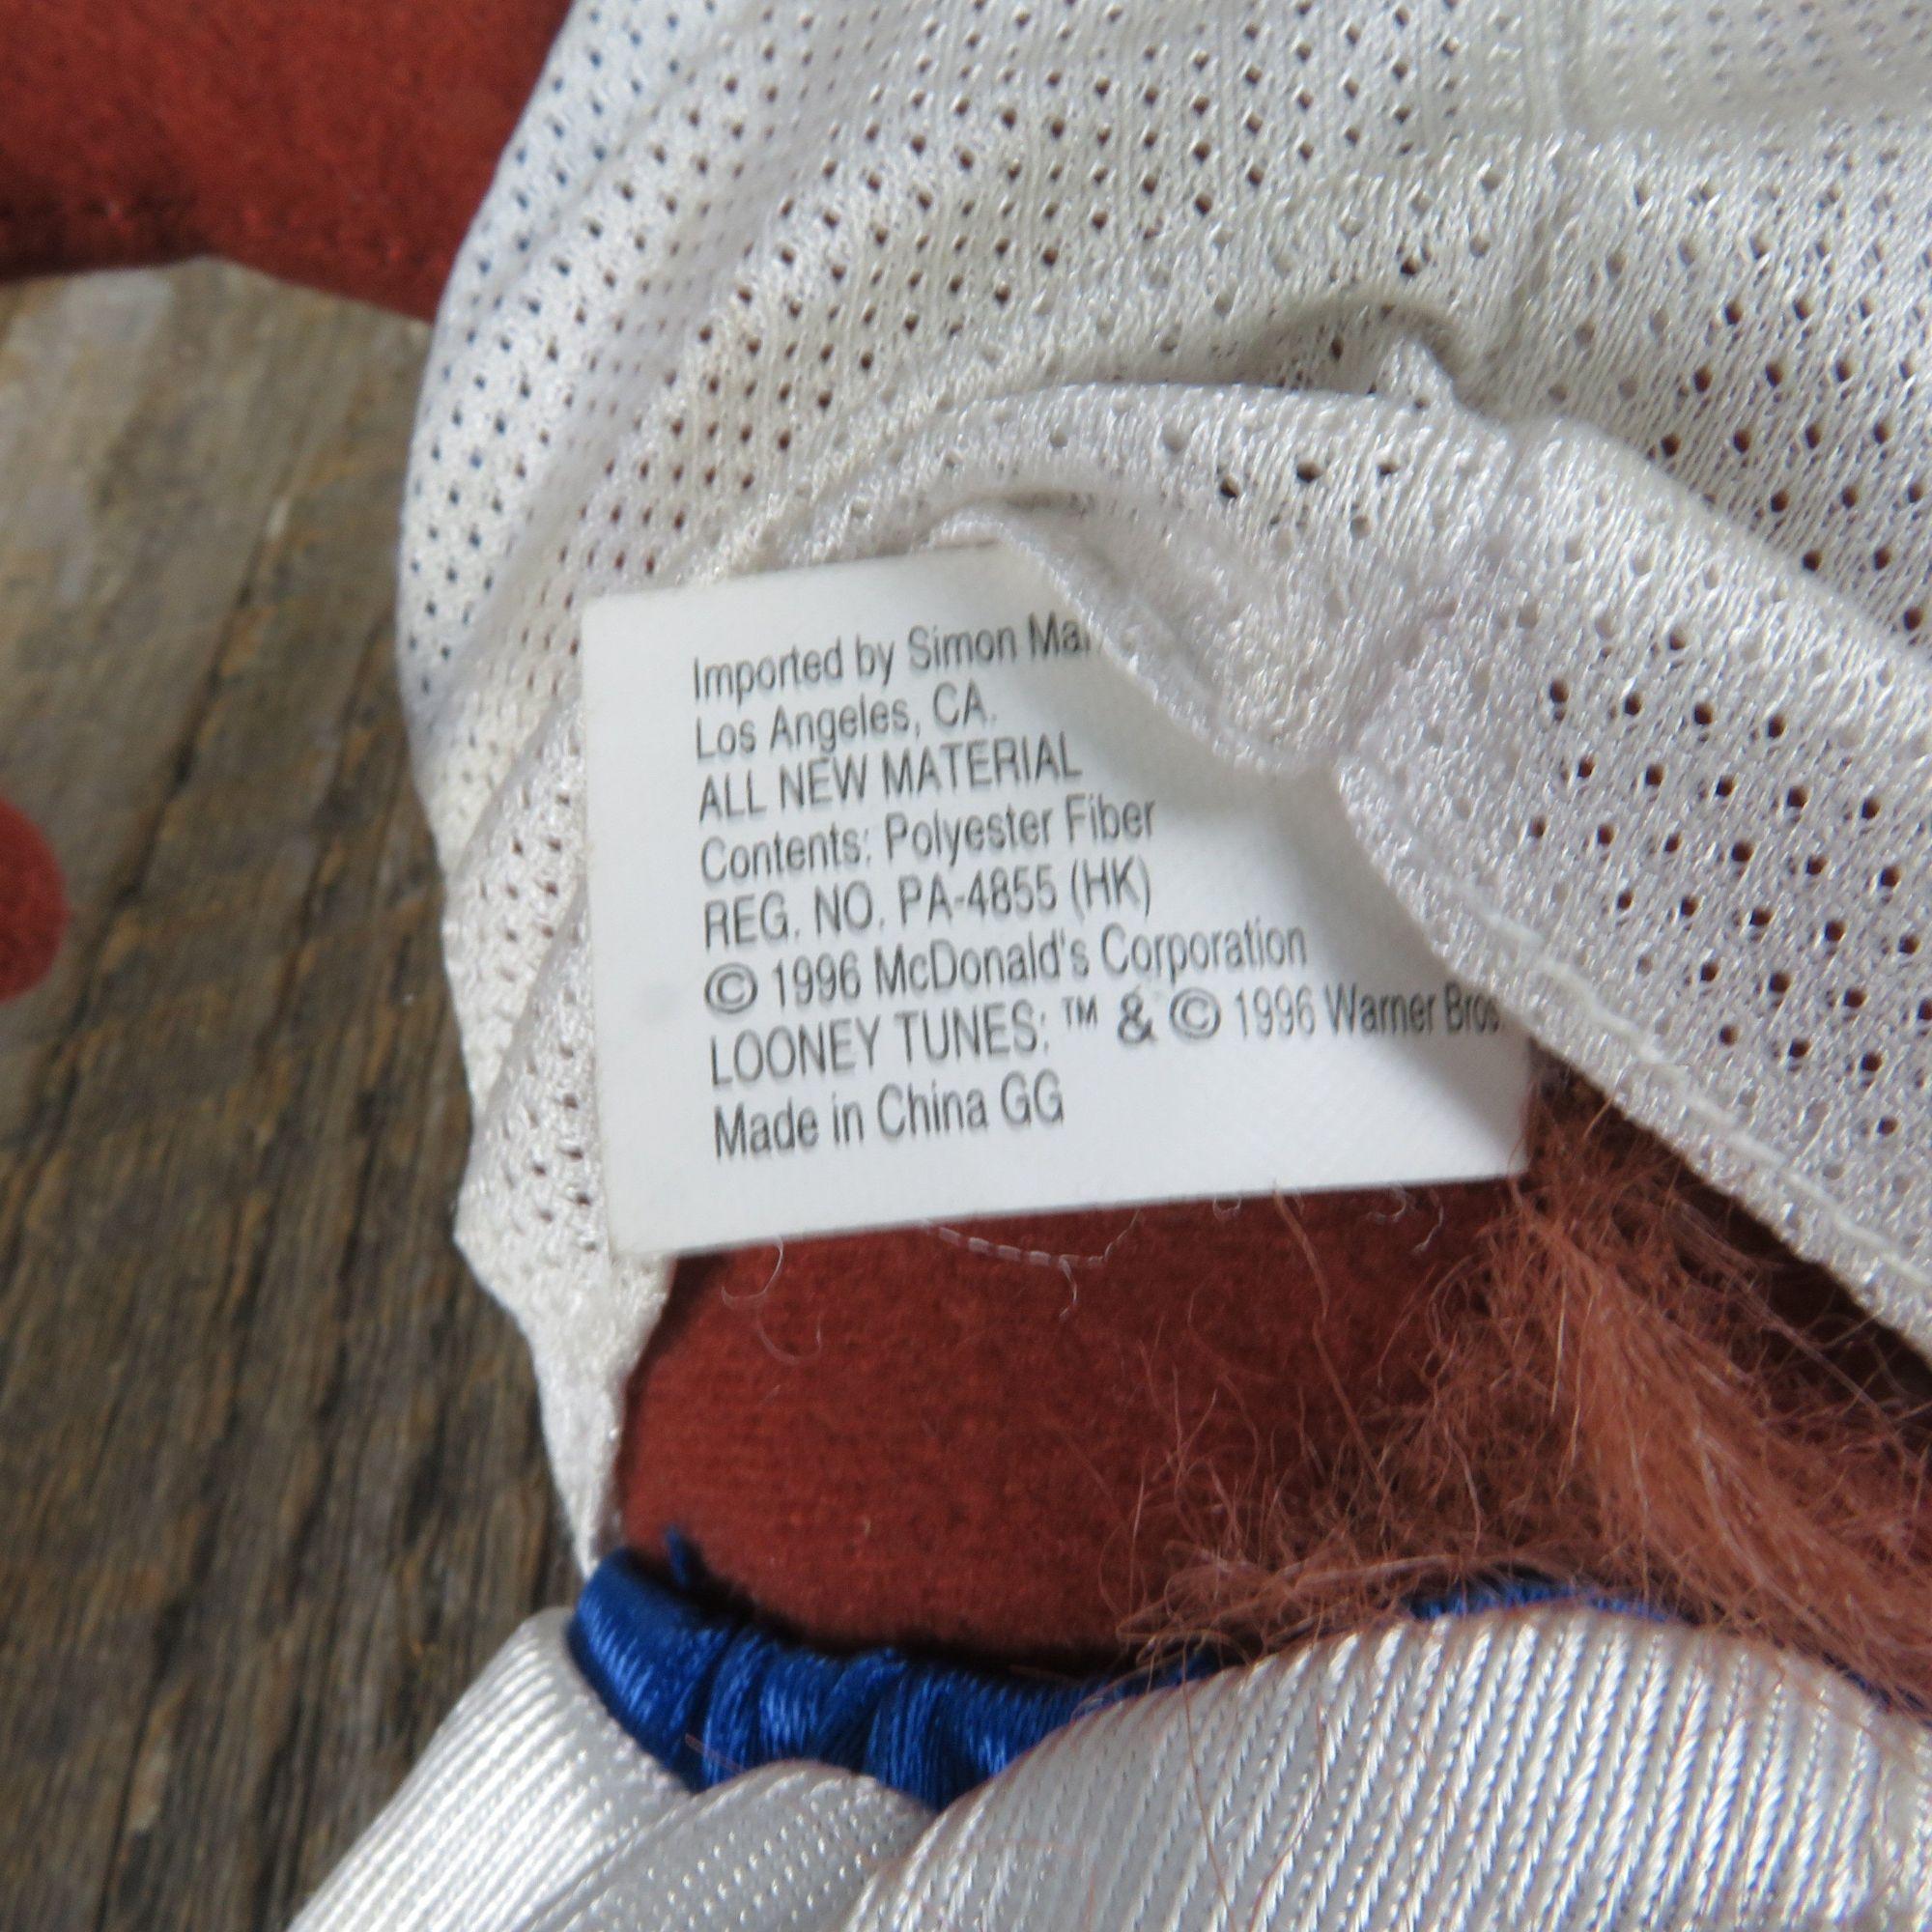 Imported by Simon
Los Angeles, CA.
ALL NEW MATERIAL
Contents: Polyester Fiber
REG. NO. PA-4855 (HK)
© 1996 McDonald's Corporation
LOONEY TUNES: ™ & © 1996 Warner Bros.
Made in China GG